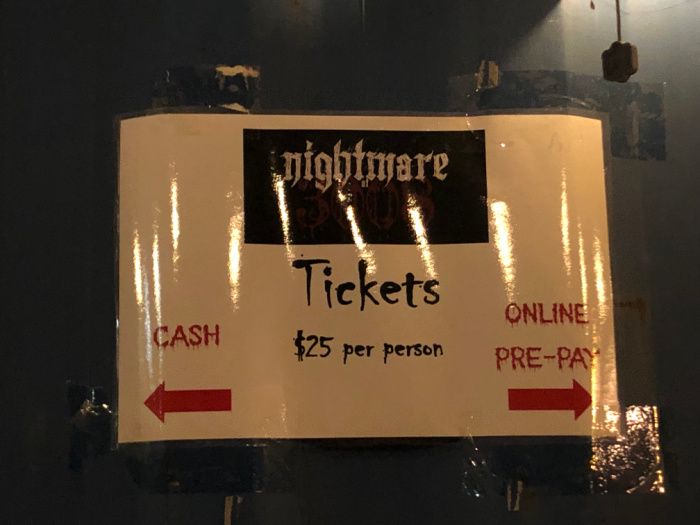 nightmare
Tickets
$25 per person
CASH
ONLINE
PRE-PAY